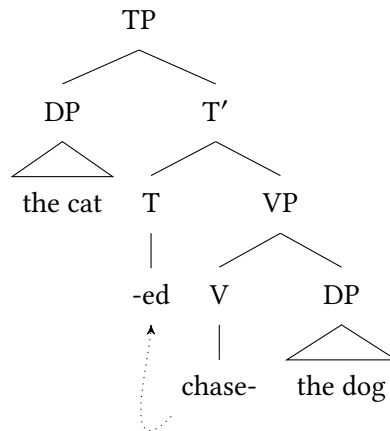 TP
DP T′
the cat T VP
-ed V DP
chase- the dog